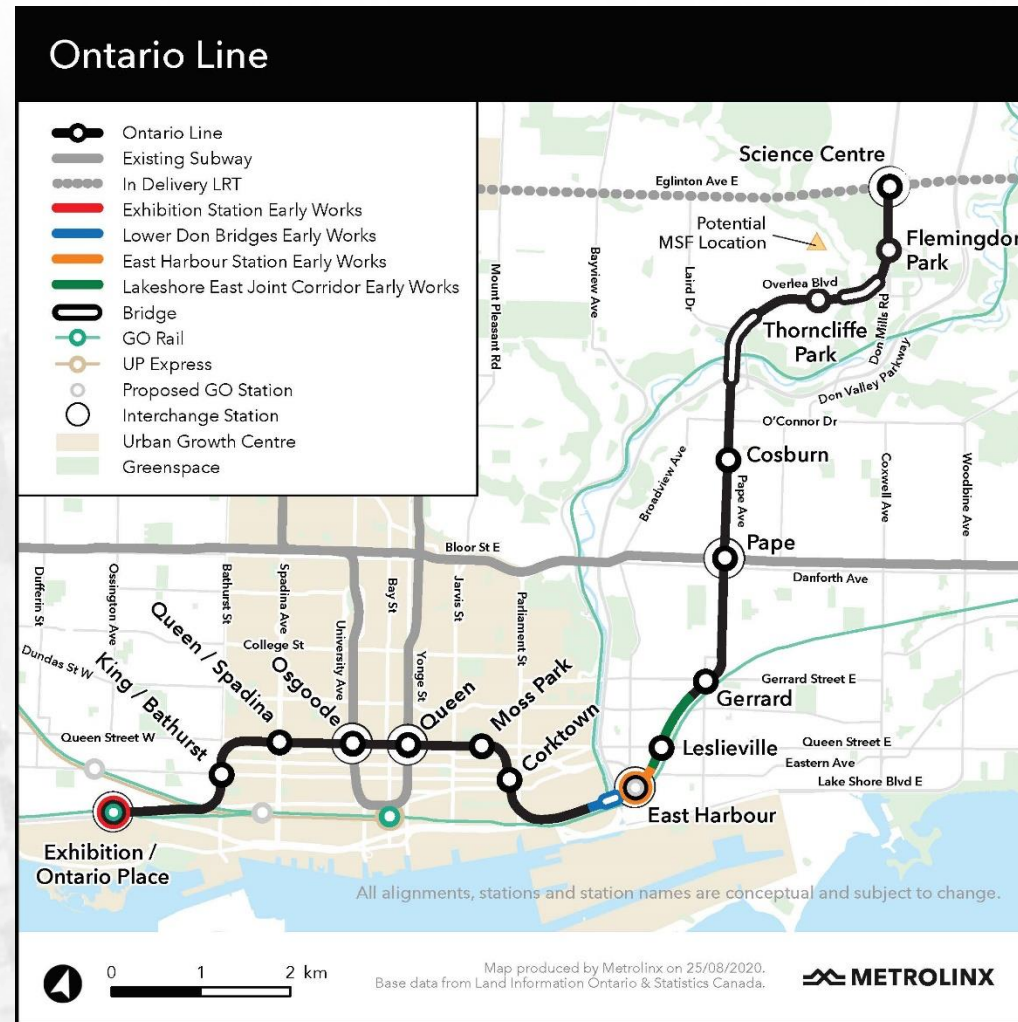 Ontario Line
Ontario Line
Existing Subway
In Delivery LRT
Exhibition Station Early Works
Lower Don Bridges Early Works
East Harbour Station Early Works
Lakeshore East Joint Corridor Early Works
Bridge
GO Rail
UP Express
Proposed GO Station
Interchange Station
Urban Growth Centre
Greenspace
Science Centre
Eglinton Ave E
Potential
MSF Location
Flemingdon
Park
Mount Pleasant Rd
Bayview Ave
Laird Dr
Overlea Blvd
Thorncliffe
Park
Don Mills Rd
Don Valley Parkway
O'Connor Dr
Cosburn
Broadview Ave
Pape Ave
Coxwell Ave
Woodbine Ave
Pape
Bloor St E
Danforth Ave
Dufferin St
Ossington Ave
Bathurst St
Spadina Ave
University Ave
Bay St
Yonge St
Jarvis St
Parliament St
College St
Dundas St W
Queen Street W
King / Bathurst
Queen / Spadina
Osgoode
Queen
Moss Park
Corktown
Gerrard Street E
Gerrard
Leslieville
Queen Street E
Eastern Ave
Lake Shore Blvd E
East Harbour
Exhibition /
Ontario Place
All alignments, stations and station names are conceptual and subject to change.
0 1 2 km
Map produced by Metrolinx on 25/08/2020.
Base data from Land Information Ontario & Statistics Canada.
METROLINX